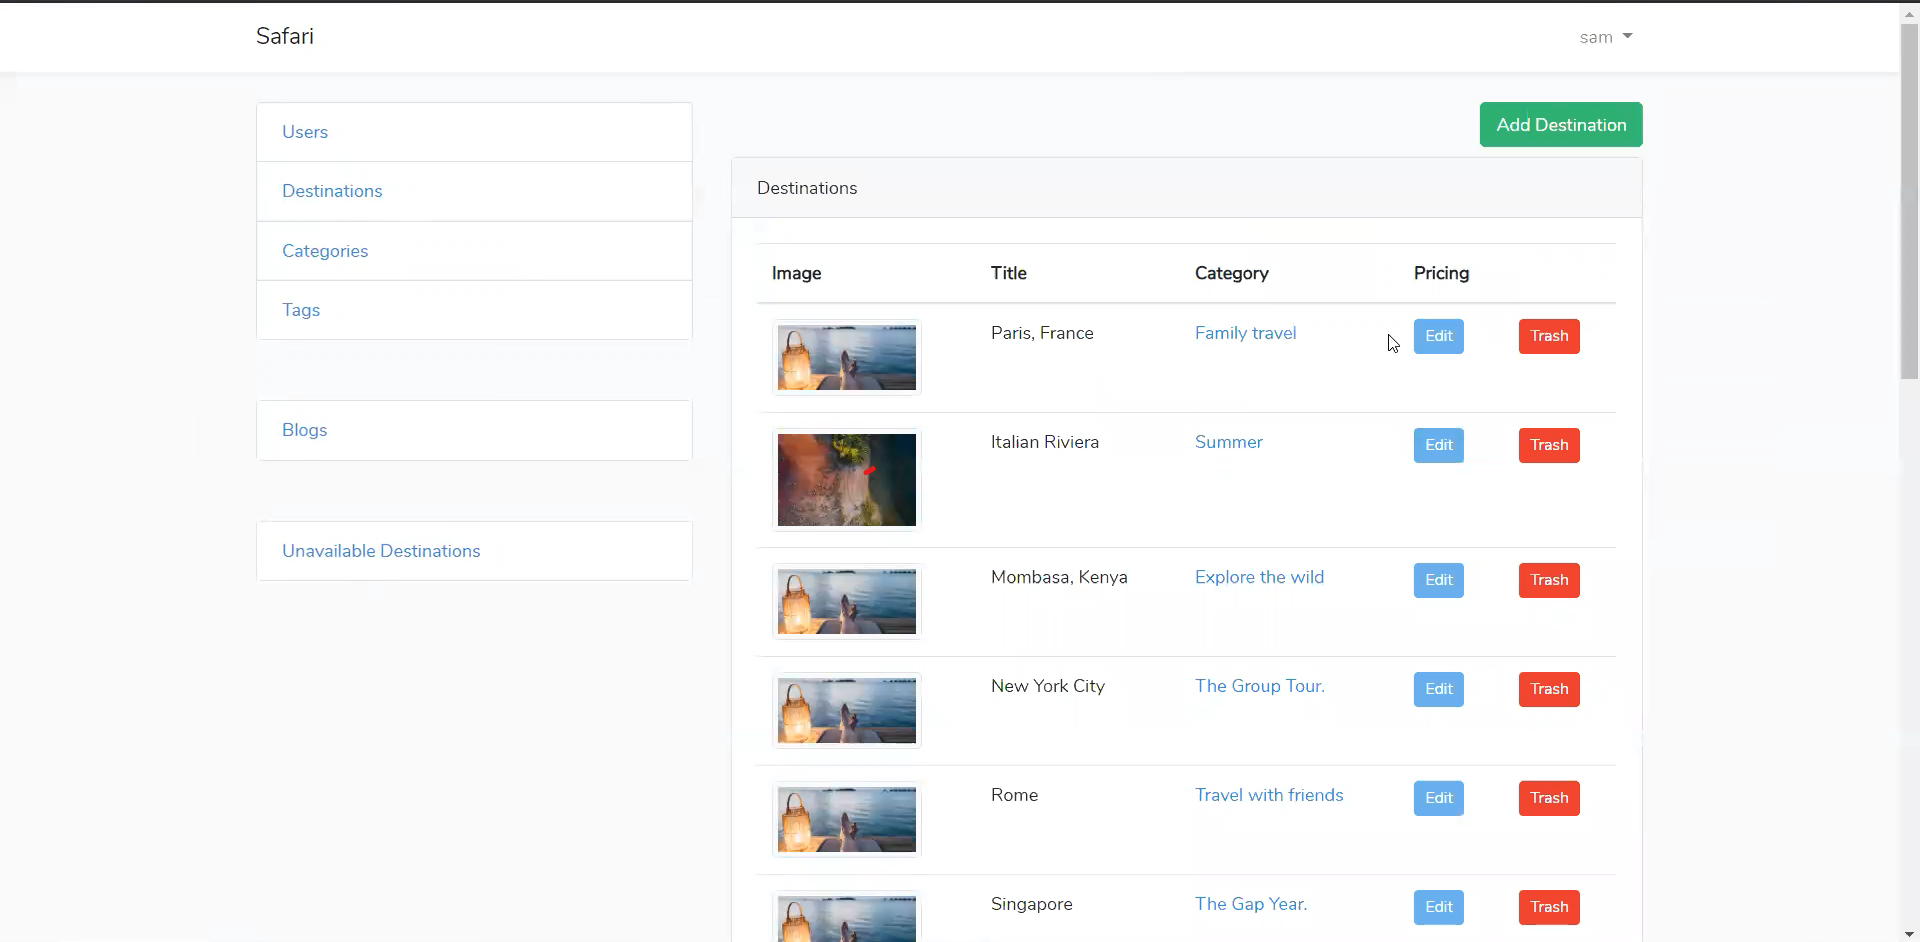 Safari
sam
Users
Destinations
Categories
Tags
Blogs
Unavailable Destinations
Add Destination
Destinations
Image Title Category Pricing
Paris, France Family travel Edit Trash
Italian Riviera Summer Edit Trash
Mombasa, Kenya Explore the wild Edit Trash
New York City The Group Tour. Edit Trash
Rome Travel with friends Edit Trash
Singapore The Gap Year. Edit Trash